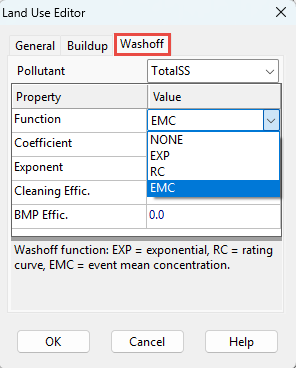 Land Use Editor
General Buildup Washoff
Pollutant TotalSS
Property Value
Function EMC
Coefficient NONE
EXP
Exponent RC
Cleaning Effic. EMC
BMP Effic. 0.0
Washoff function: EXP = exponential, RC = rating
curve, EMC = event mean concentration.
OK Cancel Help